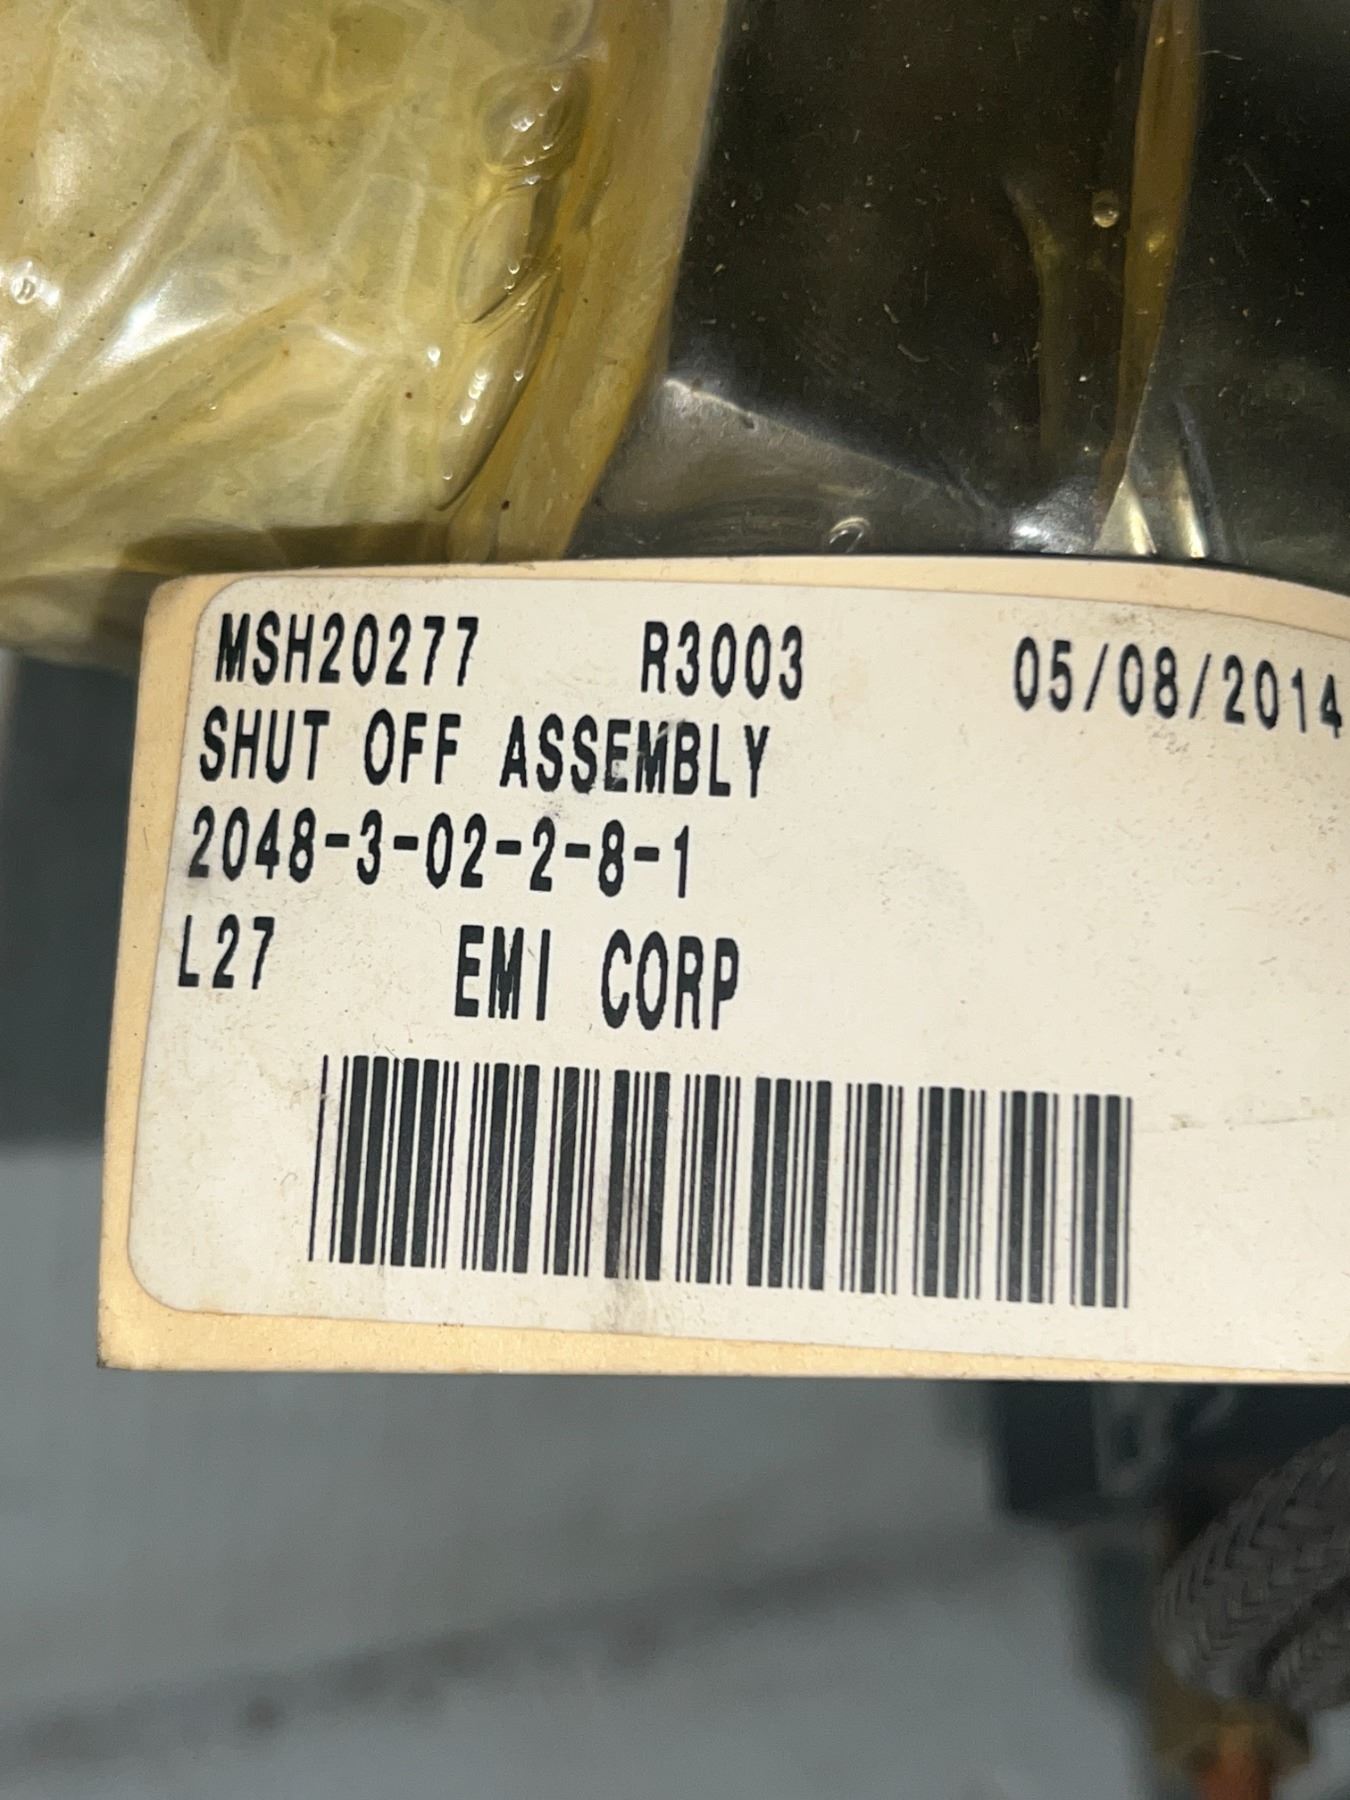 MSH20277 R3003 05/08/2014
SHUT OFF ASSEMBLY
2048-3-02-2-8-1
L27 EMI CORP